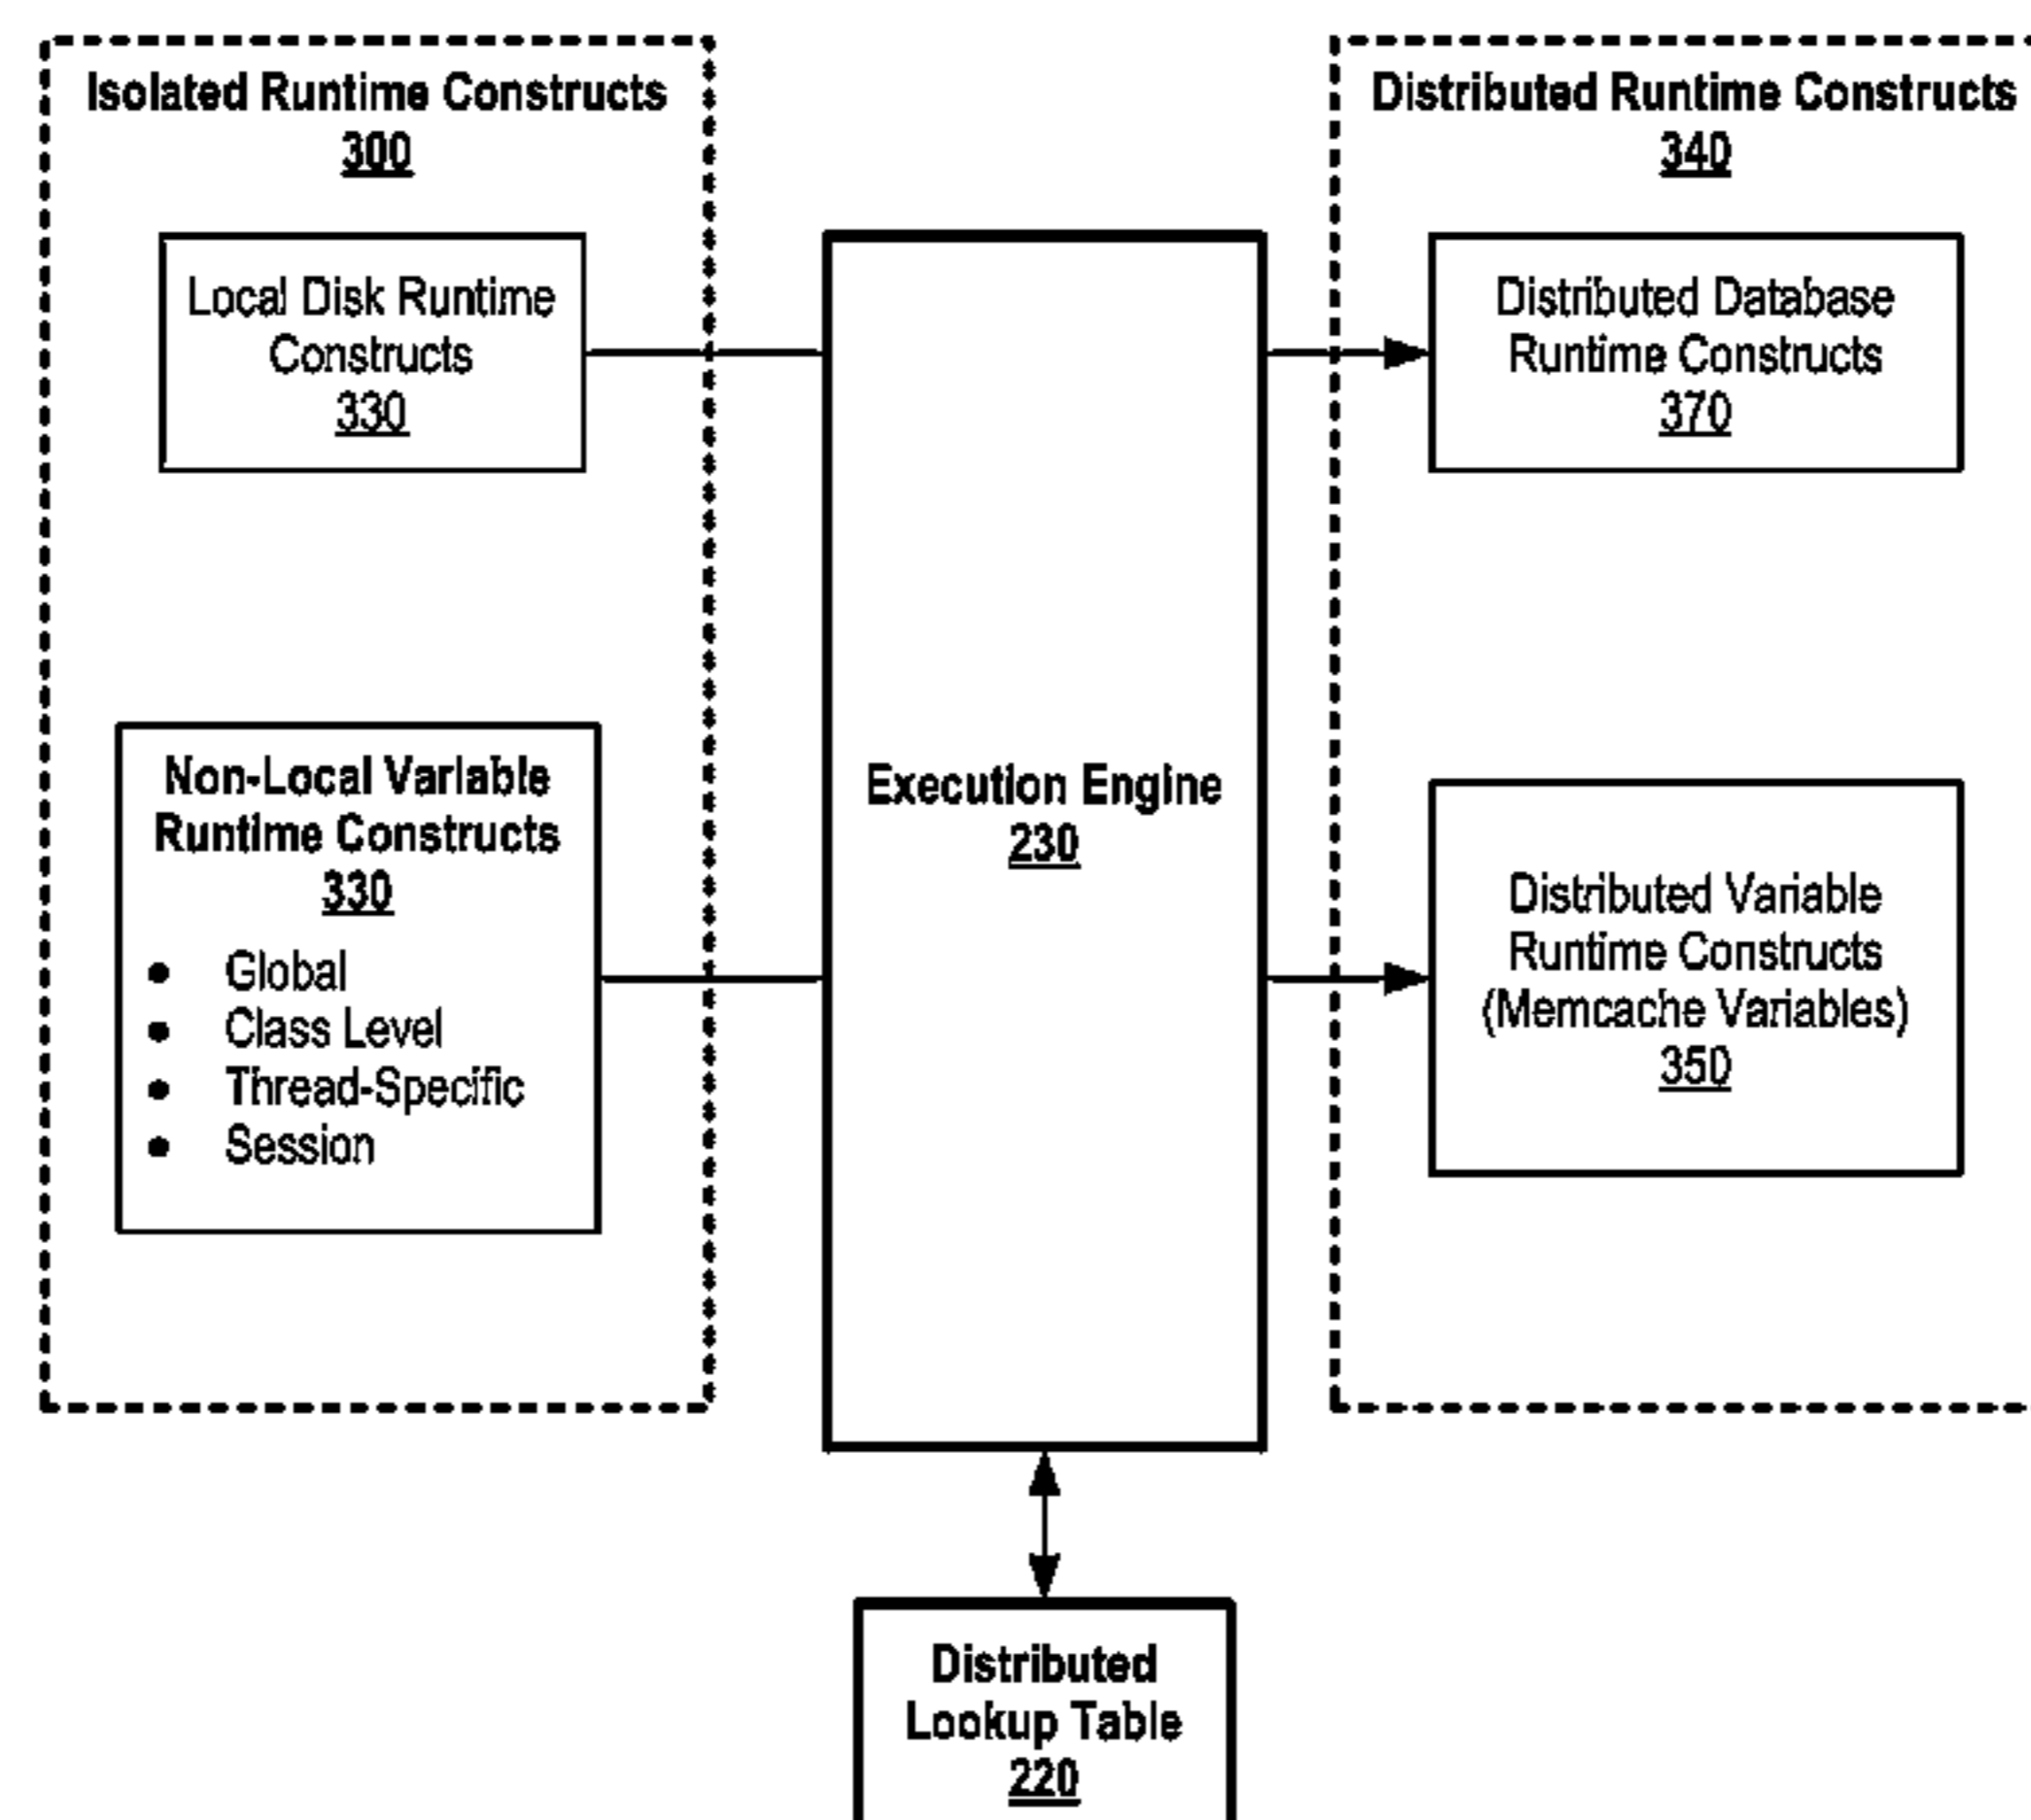 Isolated Runtime Constructs
300
Local Disk Runtime
Constructs
330
Non-Local Variable
Runtime Constructs
330
● Global
● Class Level
● Thread-Specific
● Session
Execution Engine
230
Distributed Lookup Table
220
Distributed Runtime Constructs
340
Distributed Database
Runtime Constructs
370
Distributed Variable
Runtime Constructs
(Memcache Variables)
350